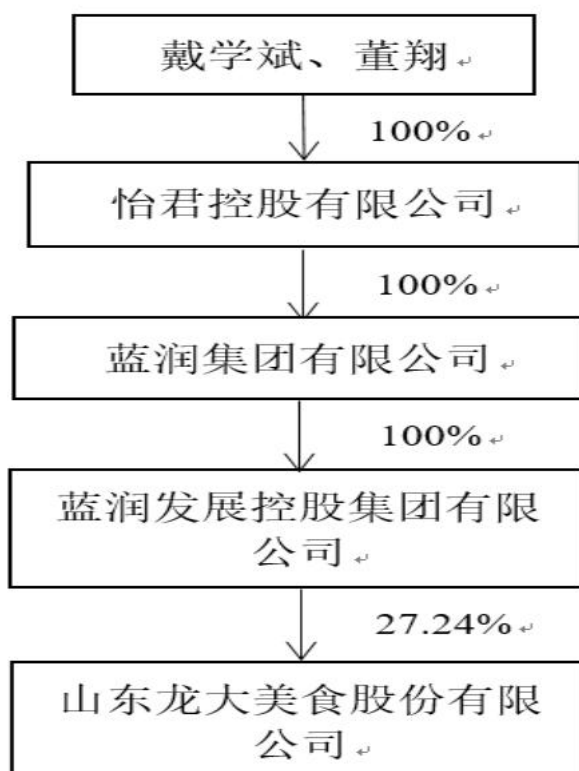 戴学斌、董翔
100%
怡君控股有限公司
100%
蓝润集团有限公司
100%
蓝润发展控股集团有限
公司
27.24%
山东龙大美食股份有限
公司